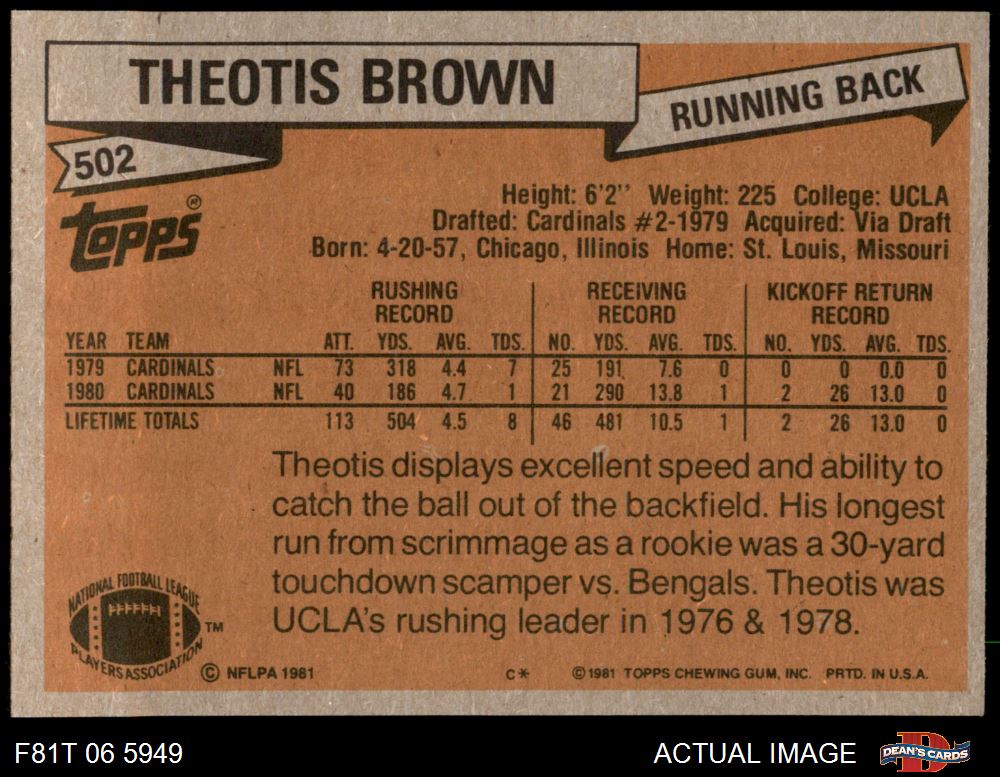 THEOTIS BROWN
RUNNING BACK
502
TOPPS®
Height: 6'2'' Weight: 225 College: UCLA
Drafted: Cardinals #2-1979 Acquired: Via Draft
Born: 4-20-57, Chicago, Illinois Home: St. Louis, Missouri
RUSHING RECORD RECEIVING RECORD KICKOFF RETURN RECORD
YEAR TEAM ATT. YDS. AVG. TDS. NO. YDS. AVG. TDS. NO. YDS. AVG. TDS.
1979 CARDINALS NFL 73 318 4.4 7 25 191 7.6 0 0 0 0.0 0
1980 CARDINALS NFL 40 186 4.7 1 21 290 13.8 1 2 26 13.0 0
LIFETIME TOTALS 113 504 4.5 8 46 481 10.5 1 2 26 13.0 0
Theotis displays excellent speed and ability to
catch the ball out of the backfield. His longest
run from scrimmage as a rookie was a 30-yard
touchdown scamper vs. Bengals. Theotis was
UCLA's rushing leader in 1976 & 1978.
NATIONAL FOOTBALL LEAGUE
PLAYERS ASSOCIATION
TM
© NFLPA 1981 C* ©1981 TOPPS CHEWING GUM, INC. PRTD. IN U.S.A.
F81T 06 5949 ACTUAL IMAGE D DEAN'S CARDS